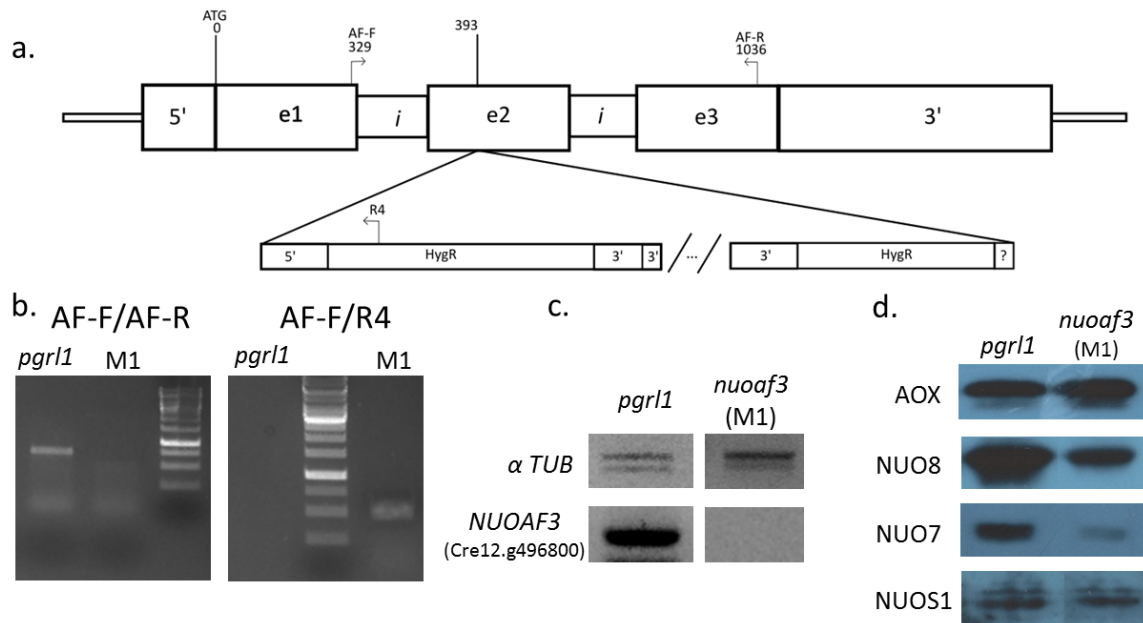 a.
ATG
0
AF-F
329
393
AF-R
1036
5'
e1
i
e2
i
e3
3'
R4
5'
HygR
3'
3'
...
3'
HygR
?
b.
AF-F/AF-R
AF-F/R4
pgrl1
M1
pgrl1
M1
c.
pgrl1
nuoaf3
(M1)
α TUB
NUOAF3
(Cre12.g496800)
d.
pgrl1
nuoaf3
(M1)
AOX
NUO8
NUO7
NUOS1